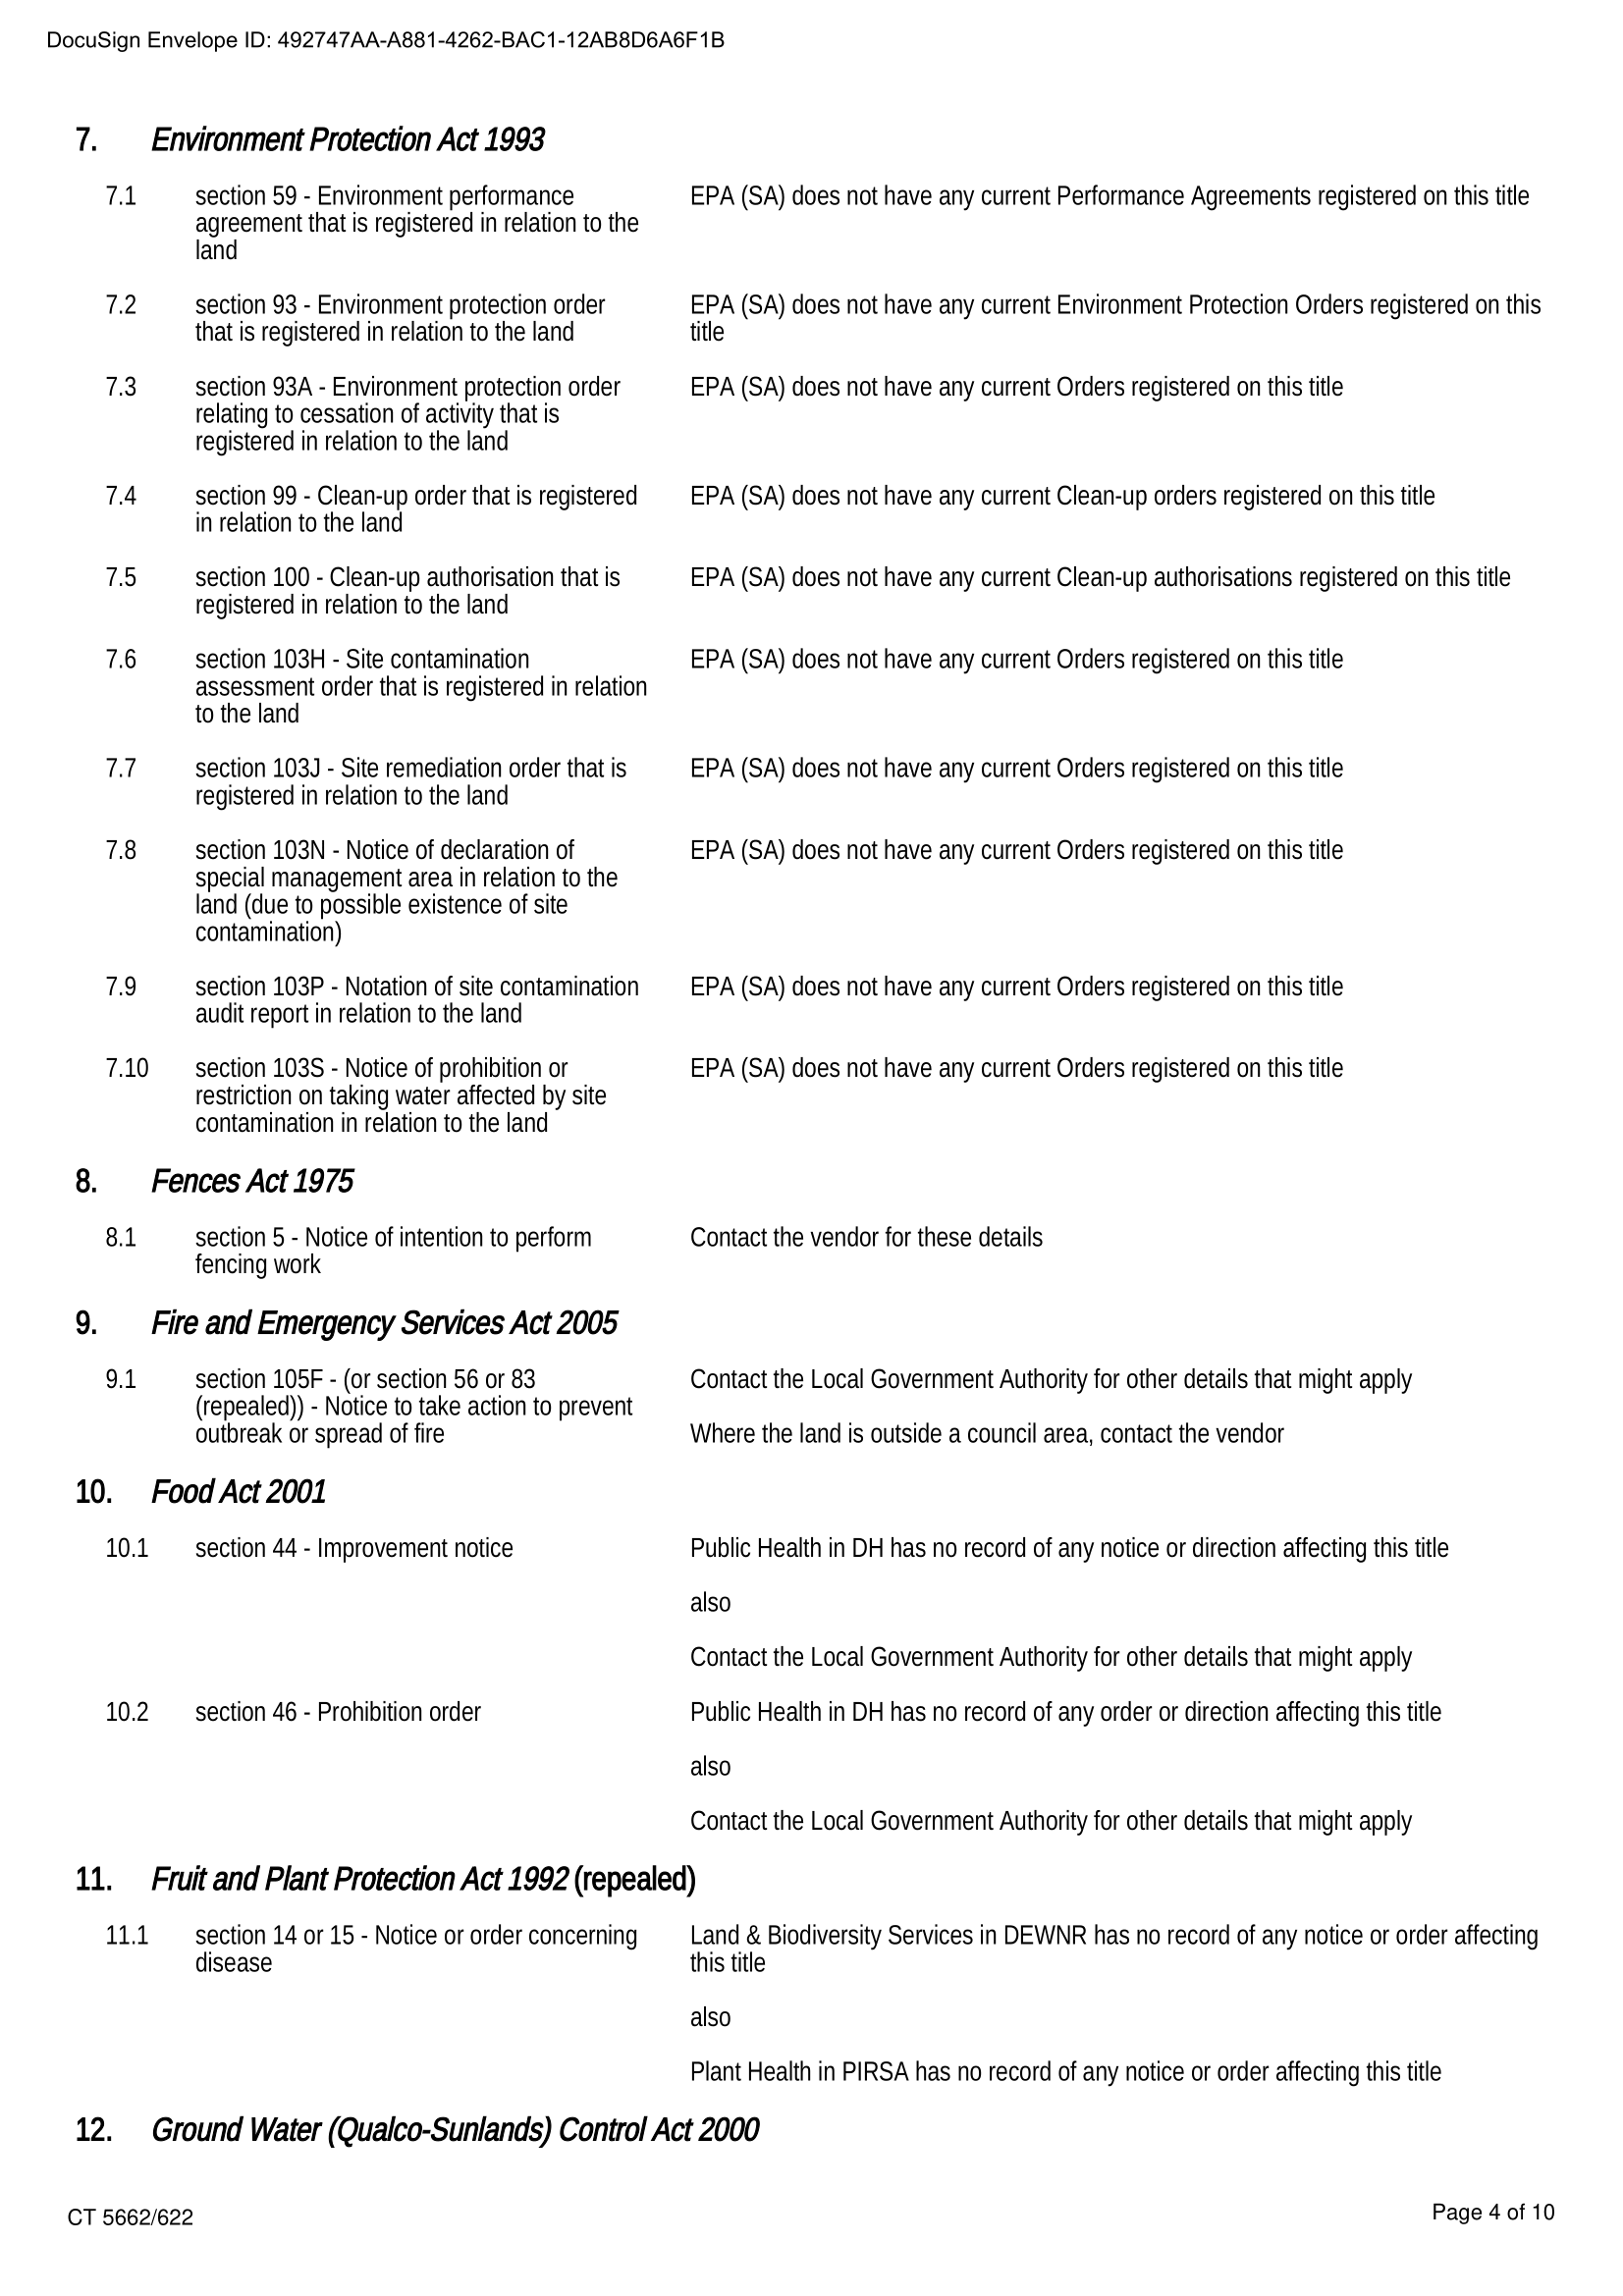 DocuSign Envelope ID: 492747AA-A881-4262-BAC1-12AB8D6A6F1B
7. Environment Protection Act 1993
7.1 section 59 - Environment performance agreement that is registered in relation to the land
EPA (SA) does not have any current Performance Agreements registered on this title
7.2 section 93 - Environment protection order that is registered in relation to the land
EPA (SA) does not have any current Environment Protection Orders registered on this title
7.3 section 93A - Environment protection order relating to cessation of activity that is registered in relation to the land
EPA (SA) does not have any current Orders registered on this title
7.4 section 99 - Clean-up order that is registered in relation to the land
EPA (SA) does not have any current Clean-up orders registered on this title
7.5 section 100 - Clean-up authorisation that is registered in relation to the land
EPA (SA) does not have any current Clean-up authorisations registered on this title
7.6 section 103H - Site contamination assessment order that is registered in relation to the land
EPA (SA) does not have any current Orders registered on this title
7.7 section 103J - Site remediation order that is registered in relation to the land
EPA (SA) does not have any current Orders registered on this title
7.8 section 103N - Notice of declaration of special management area in relation to the land (due to possible existence of site contamination)
EPA (SA) does not have any current Orders registered on this title
7.9 section 103P - Notation of site contamination audit report in relation to the land
EPA (SA) does not have any current Orders registered on this title
7.10 section 103S - Notice of prohibition or restriction on taking water affected by site contamination in relation to the land
EPA (SA) does not have any current Orders registered on this title
8. Fences Act 1975
8.1 section 5 - Notice of intention to perform fencing work
Contact the vendor for these details
9. Fire and Emergency Services Act 2005
9.1 section 105F - (or section 56 or 83 (repealed)) - Notice to take action to prevent outbreak or spread of fire
Contact the Local Government Authority for other details that might apply
Where the land is outside a council area, contact the vendor
10. Food Act 2001
10.1 section 44 - Improvement notice
Public Health in DH has no record of any notice or direction affecting this title
also
Contact the Local Government Authority for other details that might apply
10.2 section 46 - Prohibition order
Public Health in DH has no record of any order or direction affecting this title
also
Contact the Local Government Authority for other details that might apply
11. Fruit and Plant Protection Act 1992 (repealed)
11.1 section 14 or 15 - Notice or order concerning disease
Land & Biodiversity Services in DEWNR has no record of any notice or order affecting this title
also
Plant Health in PIRSA has no record of any notice or order affecting this title
12. Ground Water (Qualco-Sunlands) Control Act 2000
CT 5662/622
Page 4 of 10